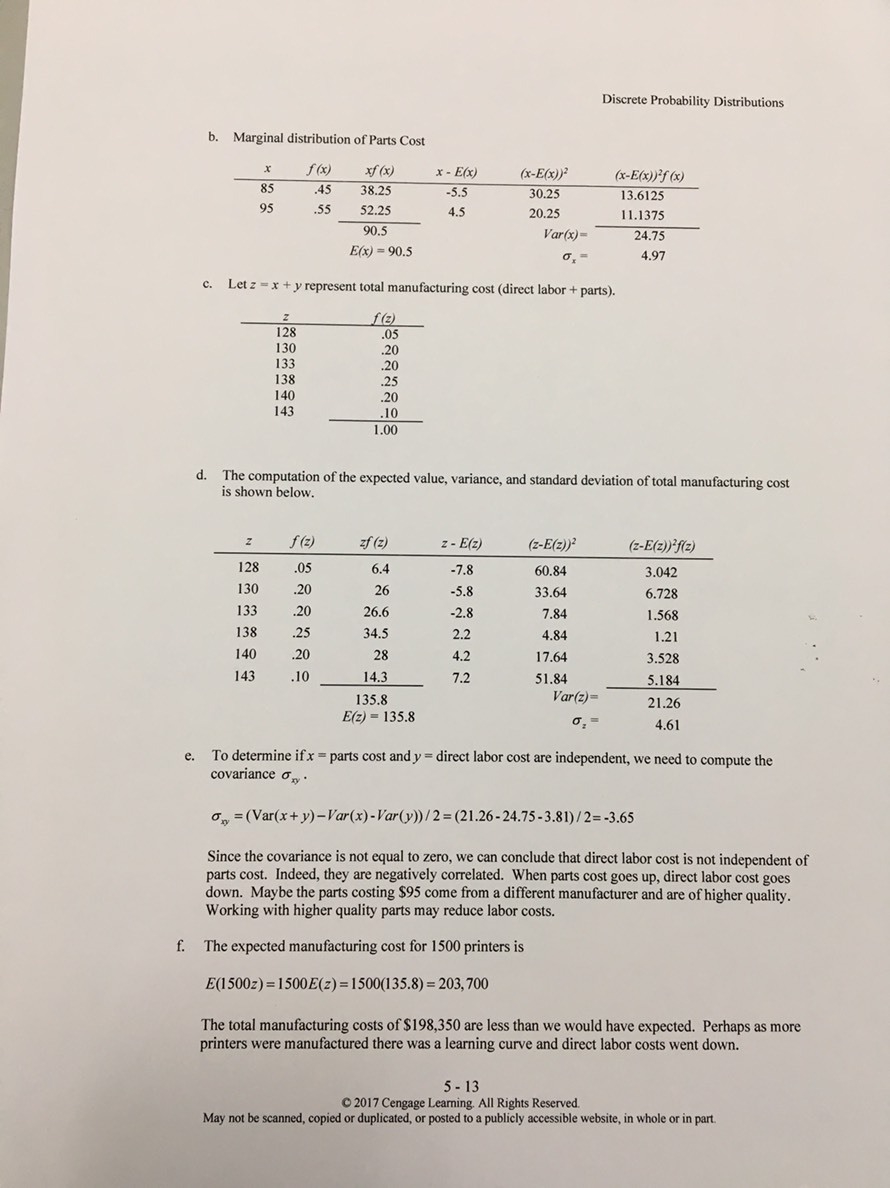 Discrete Probability Distributions
b. Marginal distribution of Parts Cost
x f (x) xf (x) x - E(x) (x-E(x))² (x-E(x))²f (x)
85 .45 38.25 -5.5 30.25 13.6125
95 .55 52.25 4.5 20.25 11.1375
90.5 Var(x)= 24.75
E(x) = 90.5 σx = 4.97
c. Let z = x + y represent total manufacturing cost (direct labor + parts).
z f (z)
128 .05
130 .20
133 .20
138 .25
140 .20
143 .10
1.00
d. The computation of the expected value, variance, and standard deviation of total manufacturing cost
is shown below.
z f (z) zf (z) z - E(z) (z-E(z))² (z-E(z))²f(z)
128 .05 6.4 -7.8 60.84 3.042
130 .20 26 -5.8 33.64 6.728
133 .20 26.6 -2.8 7.84 1.568
138 .25 34.5 2.2 4.84 1.21
140 .20 28 4.2 17.64 3.528
143 .10 14.3 7.2 51.84 5.184
135.8 Var(z)= 21.26
E(z) = 135.8 σz = 4.61
e. To determine if x = parts cost and y = direct labor cost are independent, we need to compute the
covariance σxy .
σxy = (Var(x+ y)–Var(x)-Var(y))/2= (21.26-24.75-3.81)/2= -3.65
Since the covariance is not equal to zero, we can conclude that direct labor cost is not independent of
parts cost. Indeed, they are negatively correlated. When parts cost goes up, direct labor cost goes
down. Maybe the parts costing $95 come from a different manufacturer and are of higher quality.
Working with higher quality parts may reduce labor costs.
f. The expected manufacturing cost for 1500 printers is
E(1500z)=1500E(z)=1500(135.8)= 203,700
The total manufacturing costs of $198,350 are less than we would have expected. Perhaps as more
printers were manufactured there was a learning curve and direct labor costs went down.
5 - 13
© 2017 Cengage Learning. All Rights Reserved.
May not be scanned, copied or duplicated, or posted to a publicly accessible website, in whole or in part.